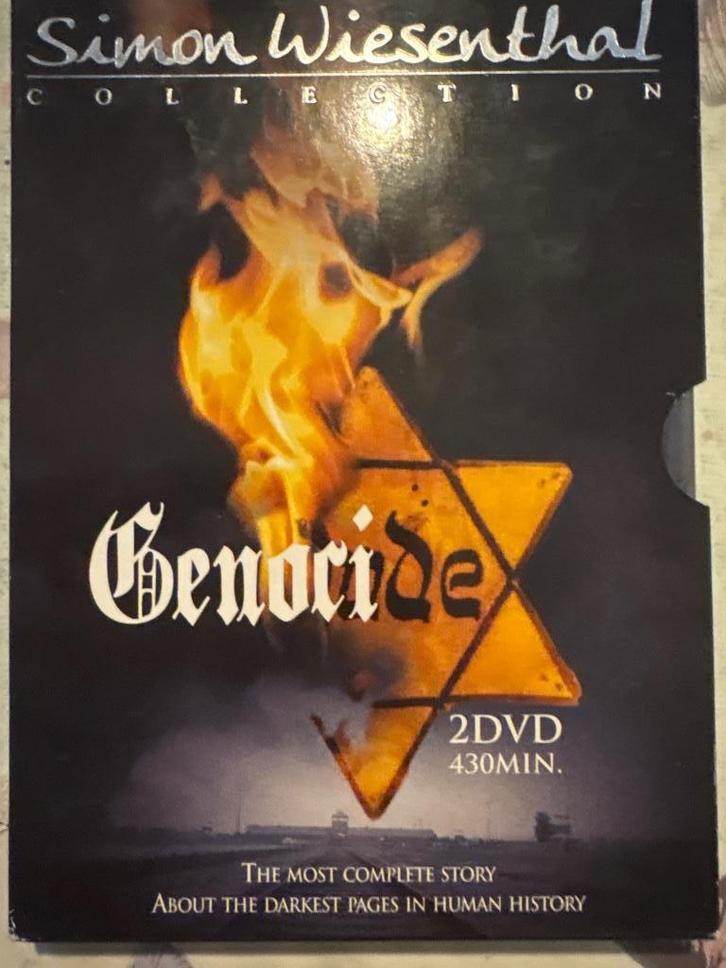 Simon Wiesenthal
COLLECTION
Genocide
2DVD
430MIN.
THE MOST COMPLETE STORY
ABOUT THE DARKEST PAGES IN HUMAN HISTORY